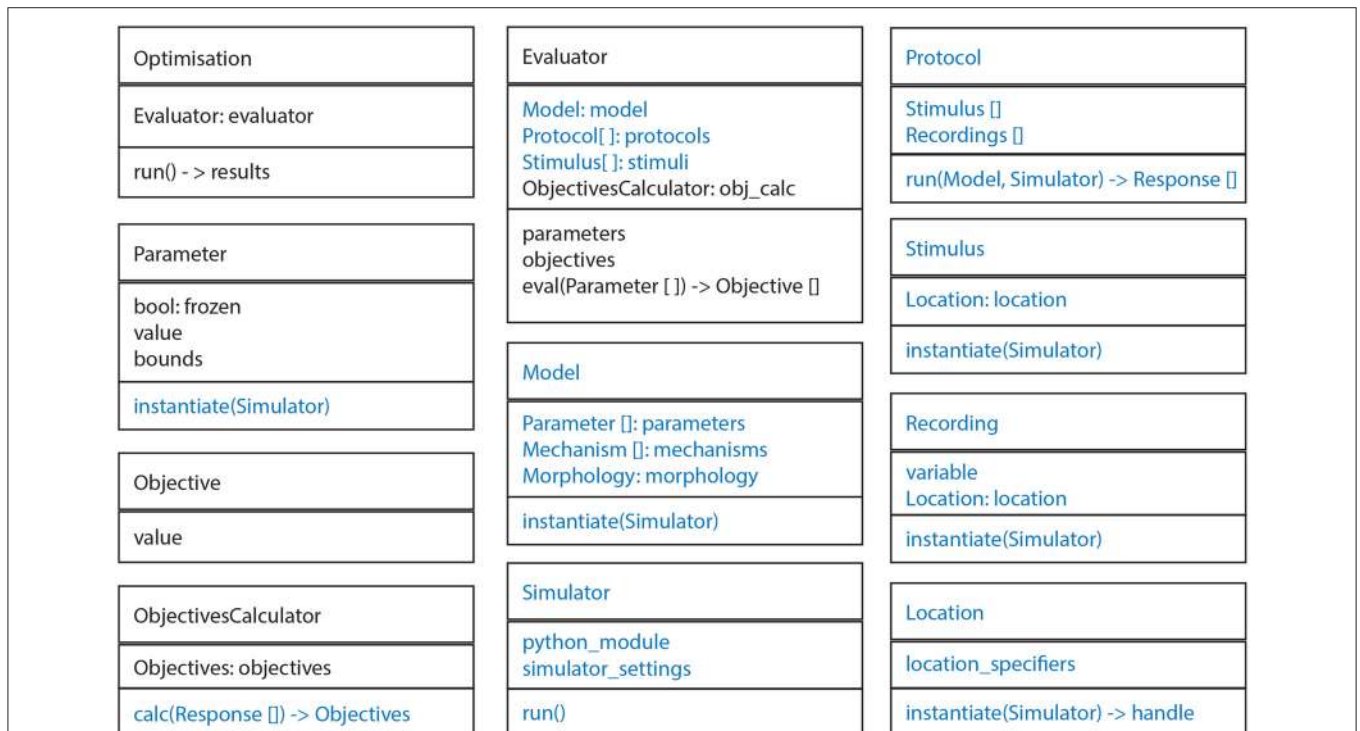 Optimisation
Evaluator: evaluator
run() - > results
Parameter
bool: frozen
value
bounds
instantiate(Simulator)
Objective
value
ObjectivesCalculator
Objectives: objectives
calc(Response []) -> Objectives
Evaluator
Model: model
Protocol[ ]: protocols
Stimulus[ ]: stimuli
ObjectivesCalculator: obj_calc
parameters
objectives
eval(Parameter [ ]) -> Objective []
Model
Parameter []: parameters
Mechanism []: mechanisms
Morphology: morphology
instantiate(Simulator)
Simulator
python_module
simulator_settings
run()
Protocol
Stimulus []
Recordings []
run(Model, Simulator) -> Response []
Stimulus
Location: location
instantiate(Simulator)
Recording
variable
Location: location
instantiate(Simulator)
Location
location_specifiers
instantiate(Simulator) -> handle